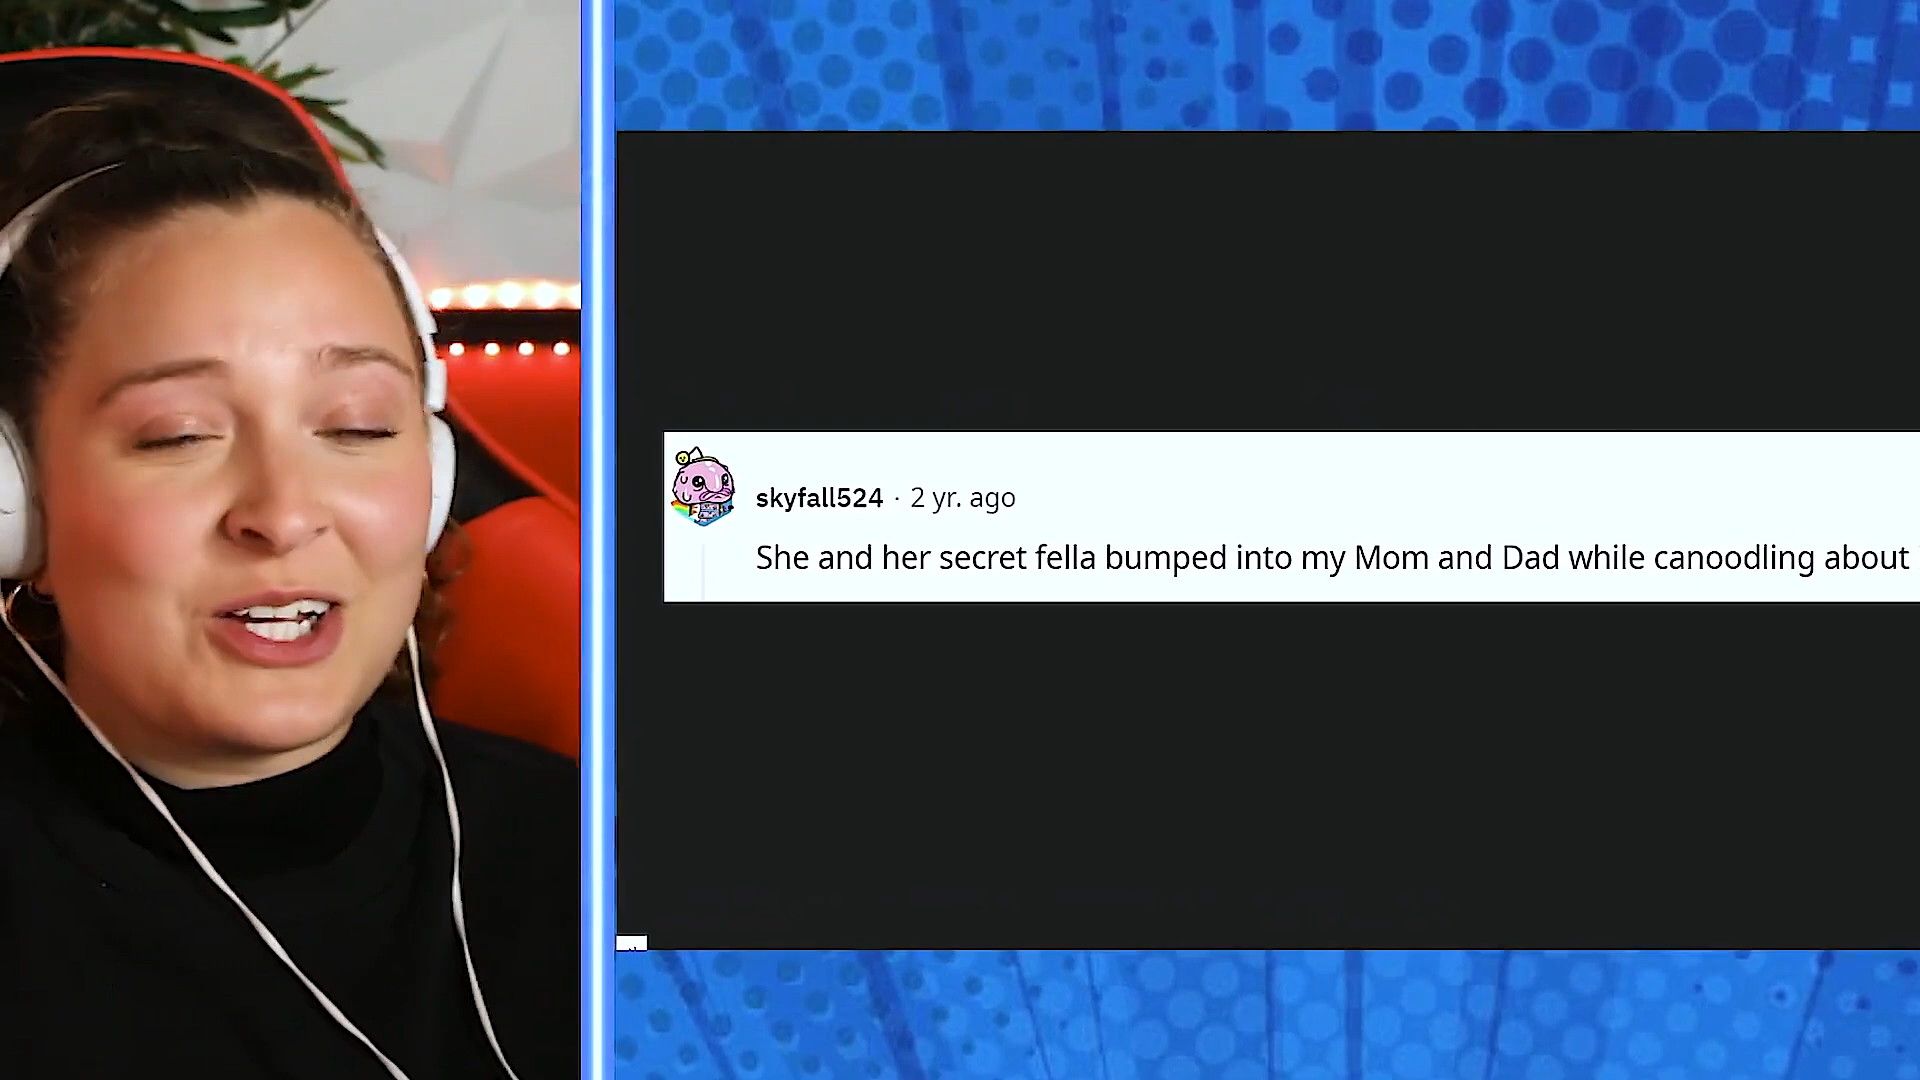 skyfall524 · 2 yr. ago
She and her secret fella bumped into my Mom and Dad while canoodling about